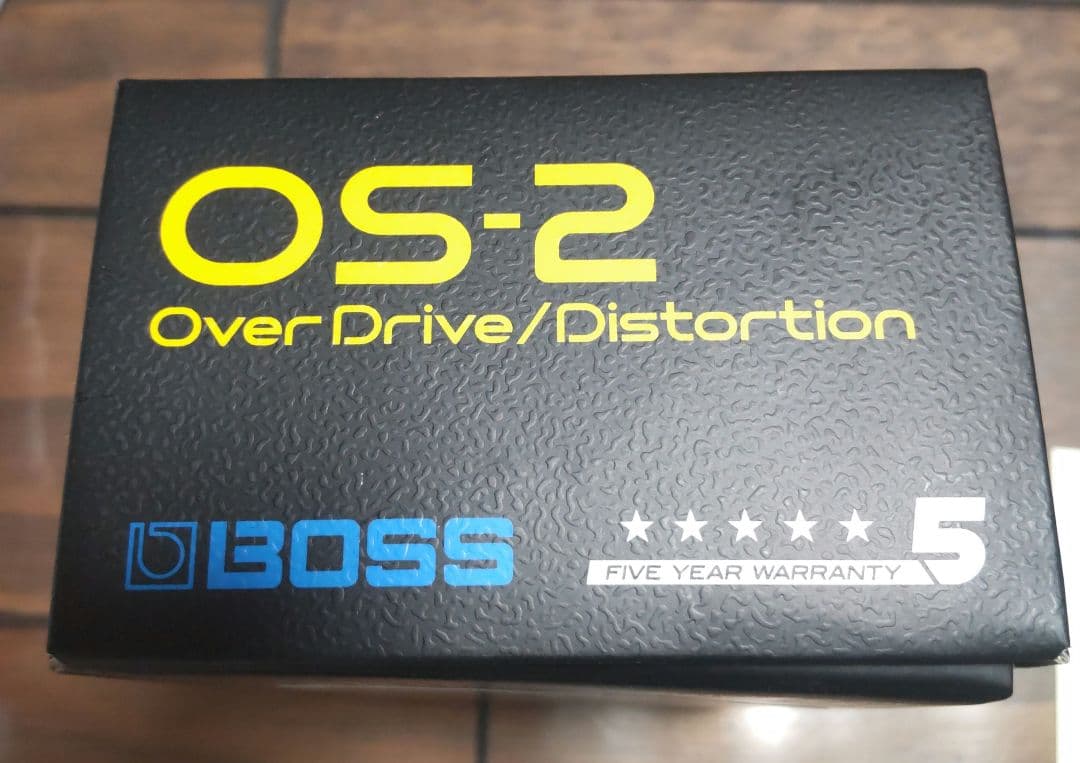 OS-2
Over Drive/Distortion
BOSS
★★★★★ 5
FIVE YEAR WARRANTY